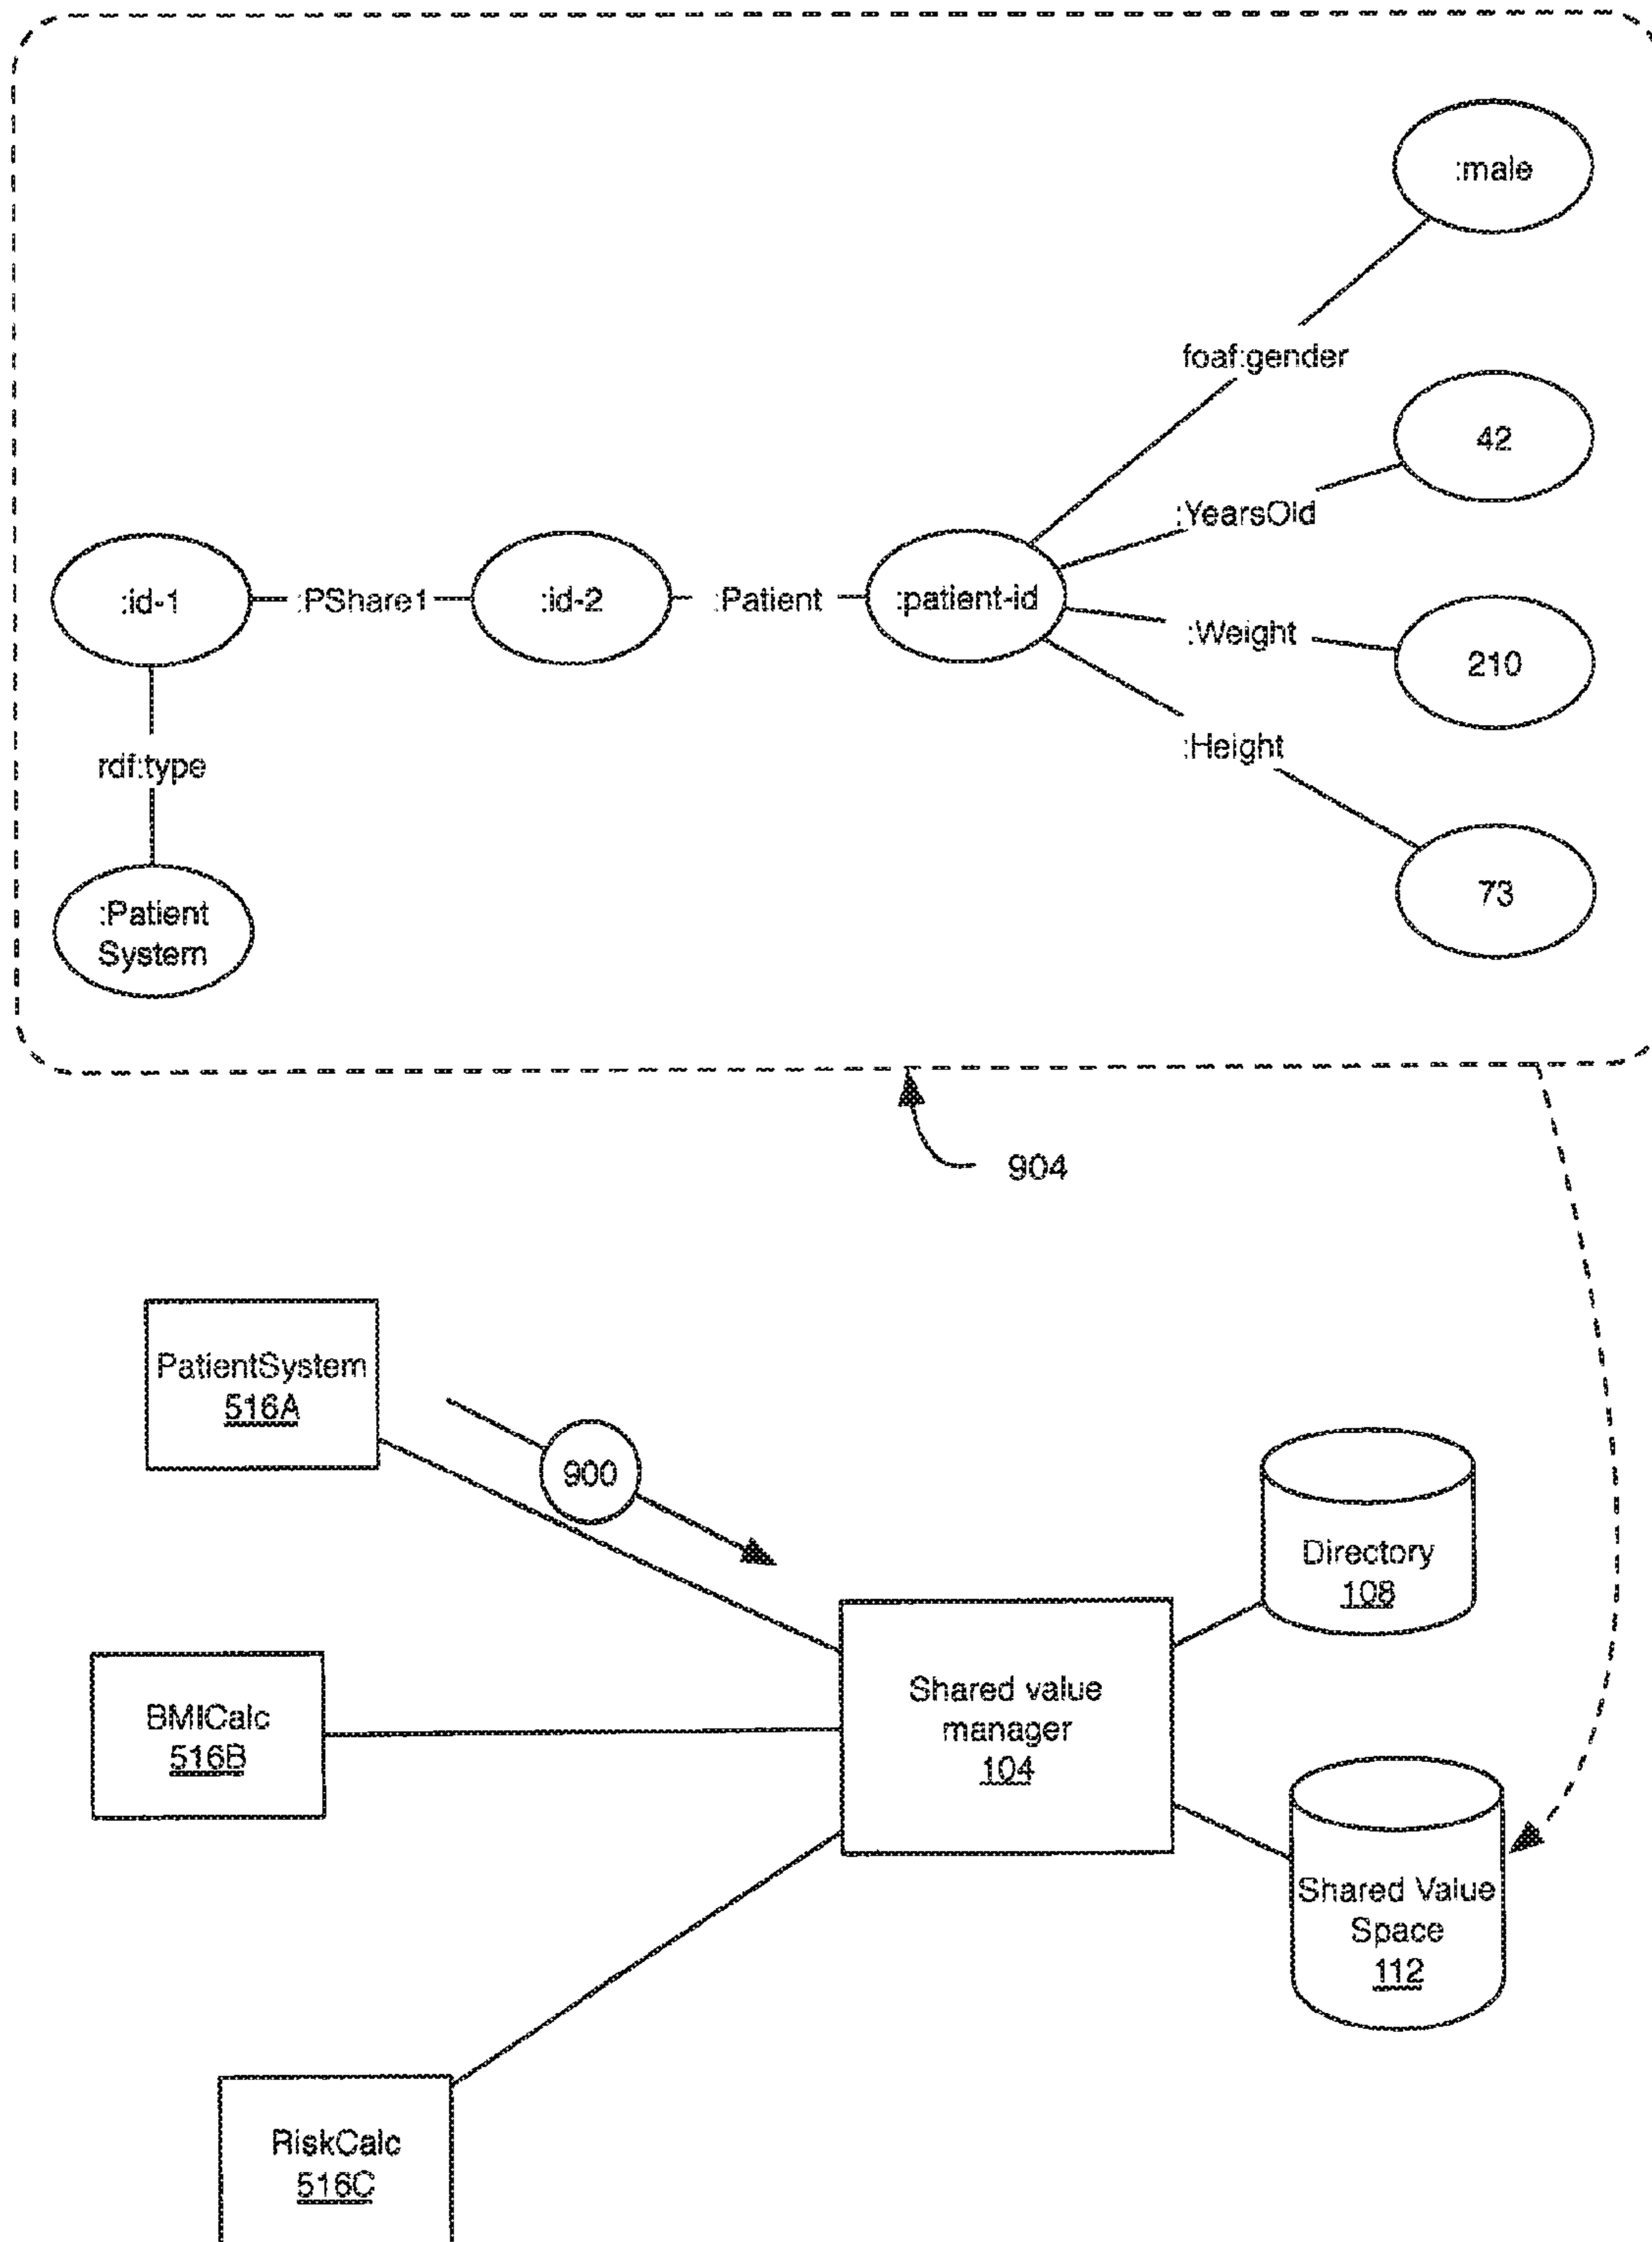 :male
foaf:gender
42
:YearsOld
:id-1
:PShare1
:id-2
:Patient
:patient-id
:Weight
210
:Height
rdf:type
73
:Patient
System
904
PatientSystem
516A
900
Directory
108
Shared value
manager
104
BMICalc
516B
Shared Value
Space
112
RiskCalc
516C